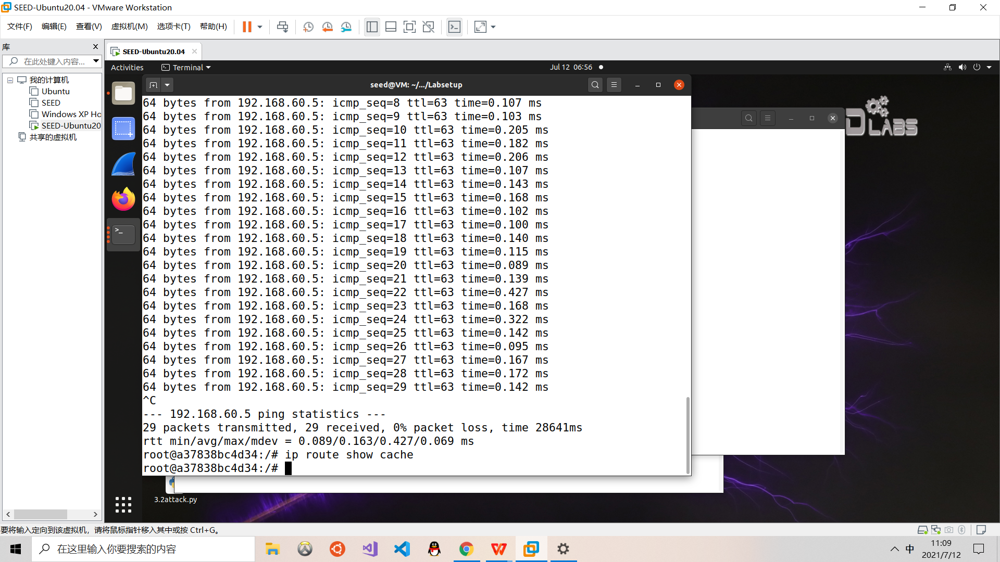 SEED-Ubuntu20.04 - VMware Workstation
文件(F) 编辑(E) 查看(V) 虚拟机(M) 选项卡(T) 帮助(H)
库
在此处键入内容...
我的计算机
Ubuntu
SEED
Windows XP Ho
SEED-Ubuntu20
共享的虚拟机
SEED-Ubuntu20.04
Activities
Terminal
Jul 12 06:56
seed@VM: ~/.../Labsetup
64 bytes from 192.168.60.5: icmp_seq=8 ttl=63 time=0.107 ms
64 bytes from 192.168.60.5: icmp_seq=9 ttl=63 time=0.103 ms
64 bytes from 192.168.60.5: icmp_seq=10 ttl=63 time=0.205 ms
64 bytes from 192.168.60.5: icmp_seq=11 ttl=63 time=0.182 ms
64 bytes from 192.168.60.5: icmp_seq=12 ttl=63 time=0.206 ms
64 bytes from 192.168.60.5: icmp_seq=13 ttl=63 time=0.107 ms
64 bytes from 192.168.60.5: icmp_seq=14 ttl=63 time=0.143 ms
64 bytes from 192.168.60.5: icmp_seq=15 ttl=63 time=0.168 ms
64 bytes from 192.168.60.5: icmp_seq=16 ttl=63 time=0.102 ms
64 bytes from 192.168.60.5: icmp_seq=17 ttl=63 time=0.100 ms
64 bytes from 192.168.60.5: icmp_seq=18 ttl=63 time=0.140 ms
64 bytes from 192.168.60.5: icmp_seq=19 ttl=63 time=0.115 ms
64 bytes from 192.168.60.5: icmp_seq=20 ttl=63 time=0.089 ms
64 bytes from 192.168.60.5: icmp_seq=21 ttl=63 time=0.139 ms
64 bytes from 192.168.60.5: icmp_seq=22 ttl=63 time=0.427 ms
64 bytes from 192.168.60.5: icmp_seq=23 ttl=63 time=0.168 ms
64 bytes from 192.168.60.5: icmp_seq=24 ttl=63 time=0.322 ms
64 bytes from 192.168.60.5: icmp_seq=25 ttl=63 time=0.142 ms
64 bytes from 192.168.60.5: icmp_seq=26 ttl=63 time=0.095 ms
64 bytes from 192.168.60.5: icmp_seq=27 ttl=63 time=0.167 ms
64 bytes from 192.168.60.5: icmp_seq=28 ttl=63 time=0.172 ms
64 bytes from 192.168.60.5: icmp_seq=29 ttl=63 time=0.142 ms
^C
--- 192.168.60.5 ping statistics ---
29 packets transmitted, 29 received, 0% packet loss, time 28641ms
rtt min/avg/max/mdev = 0.089/0.163/0.427/0.069 ms
root@a37838bc4d34:/# ip route show cache
root@a37838bc4d34:/#
D LABS
3.2attack.py
要将输入定向到该虚拟机，请将鼠标指针移入其中或按 Ctrl+G。
在这里输入你要搜索的内容
中
11:09
2021/7/12